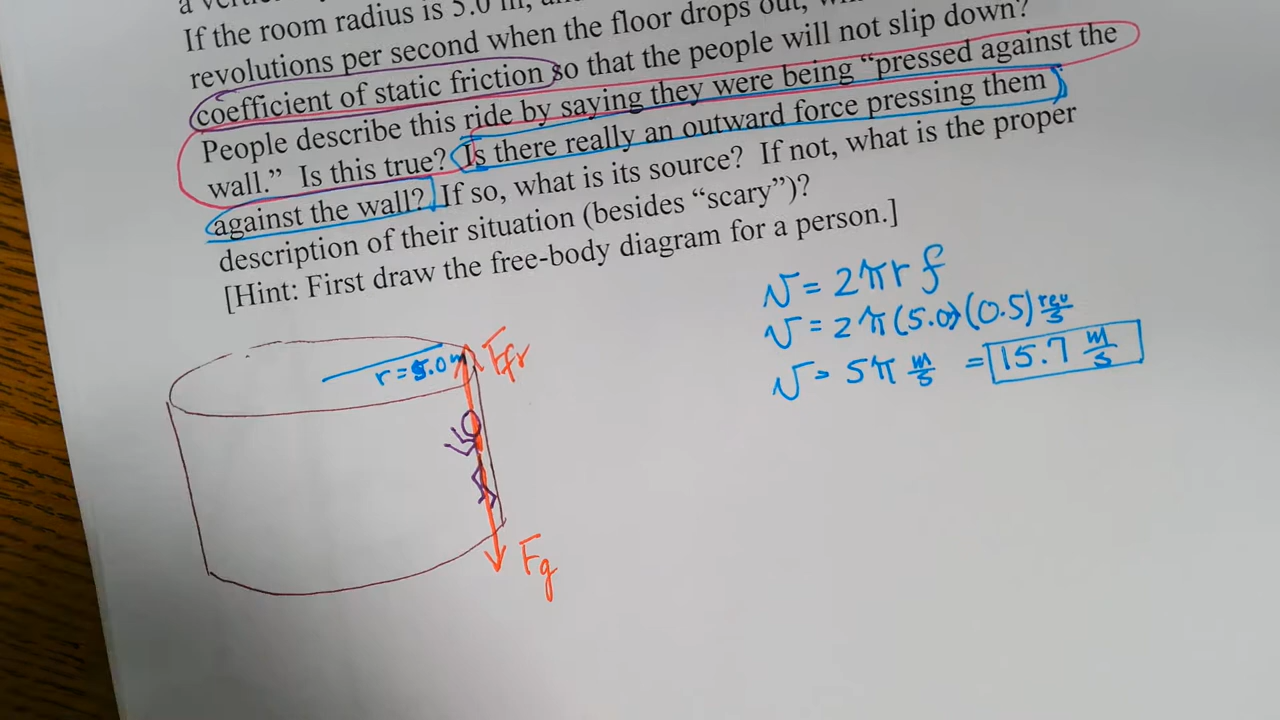 If the room radius is 5.0 m,
revolutions per second when the floor drops out,
coefficient of static friction so that the people will not slip down?
People describe this ride by saying they were being “pressed against the
wall.” Is this true? Is there really an outward force pressing them
against the wall? If so, what is its source? If not, what is the proper
description of their situation (besides “scary”)?
[Hint: First draw the free-body diagram for a person.]
v = 2πr f
v = 2π(5.0)(0.5) rev/s
v = 5π m/s = 15.7 m/s
r = 5.0 m
Ffr
Fg